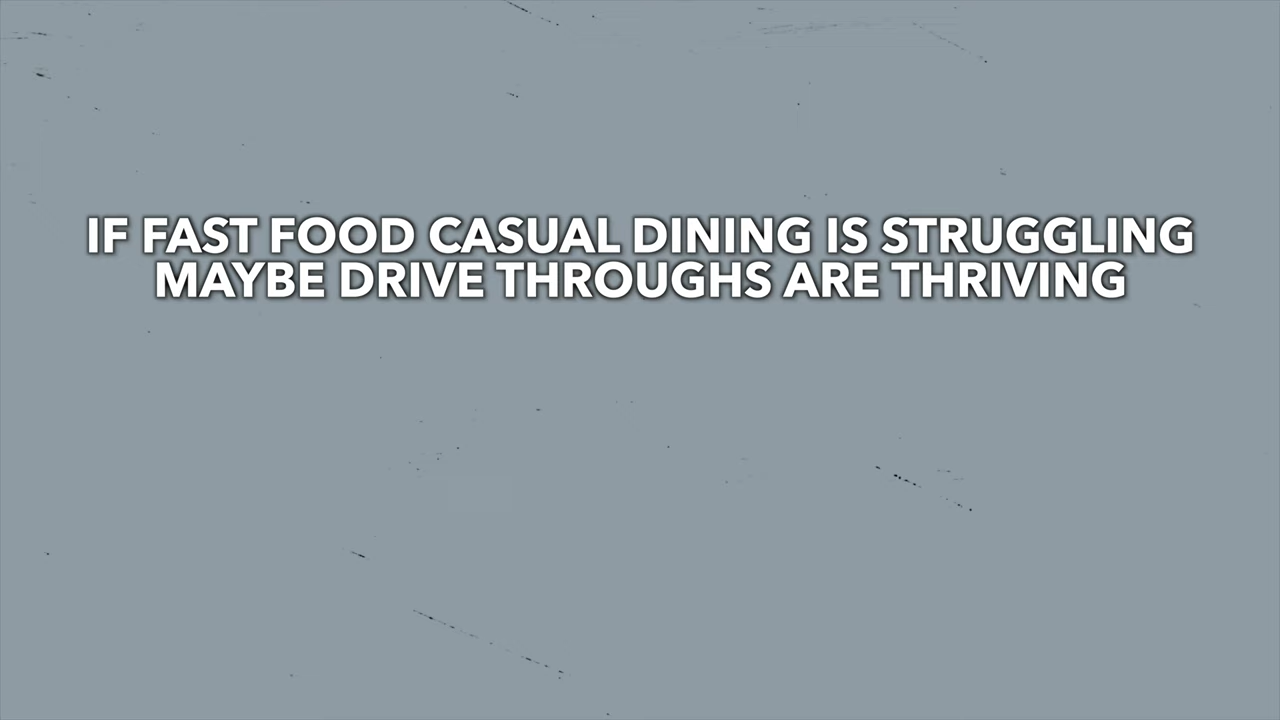 IF FAST FOOD CASUAL DINING IS STRUGGLING
MAYBE DRIVE THROUGHS ARE THRIVING